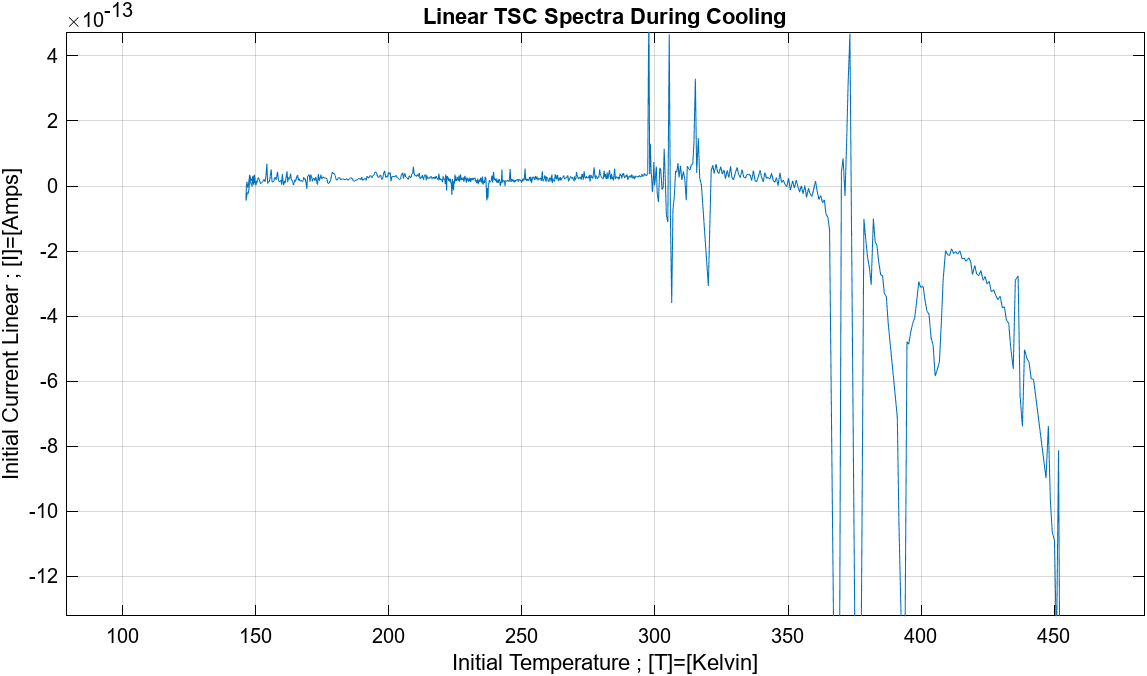 Linear TSC Spectra During Cooling
×10-13
4
2
0
-2
-4
-6
-8
-10
-12
Initial Current Linear ; [I]=[Amps]
100 150 200 250 300 350 400 450
Initial Temperature ; [T]=[Kelvin]